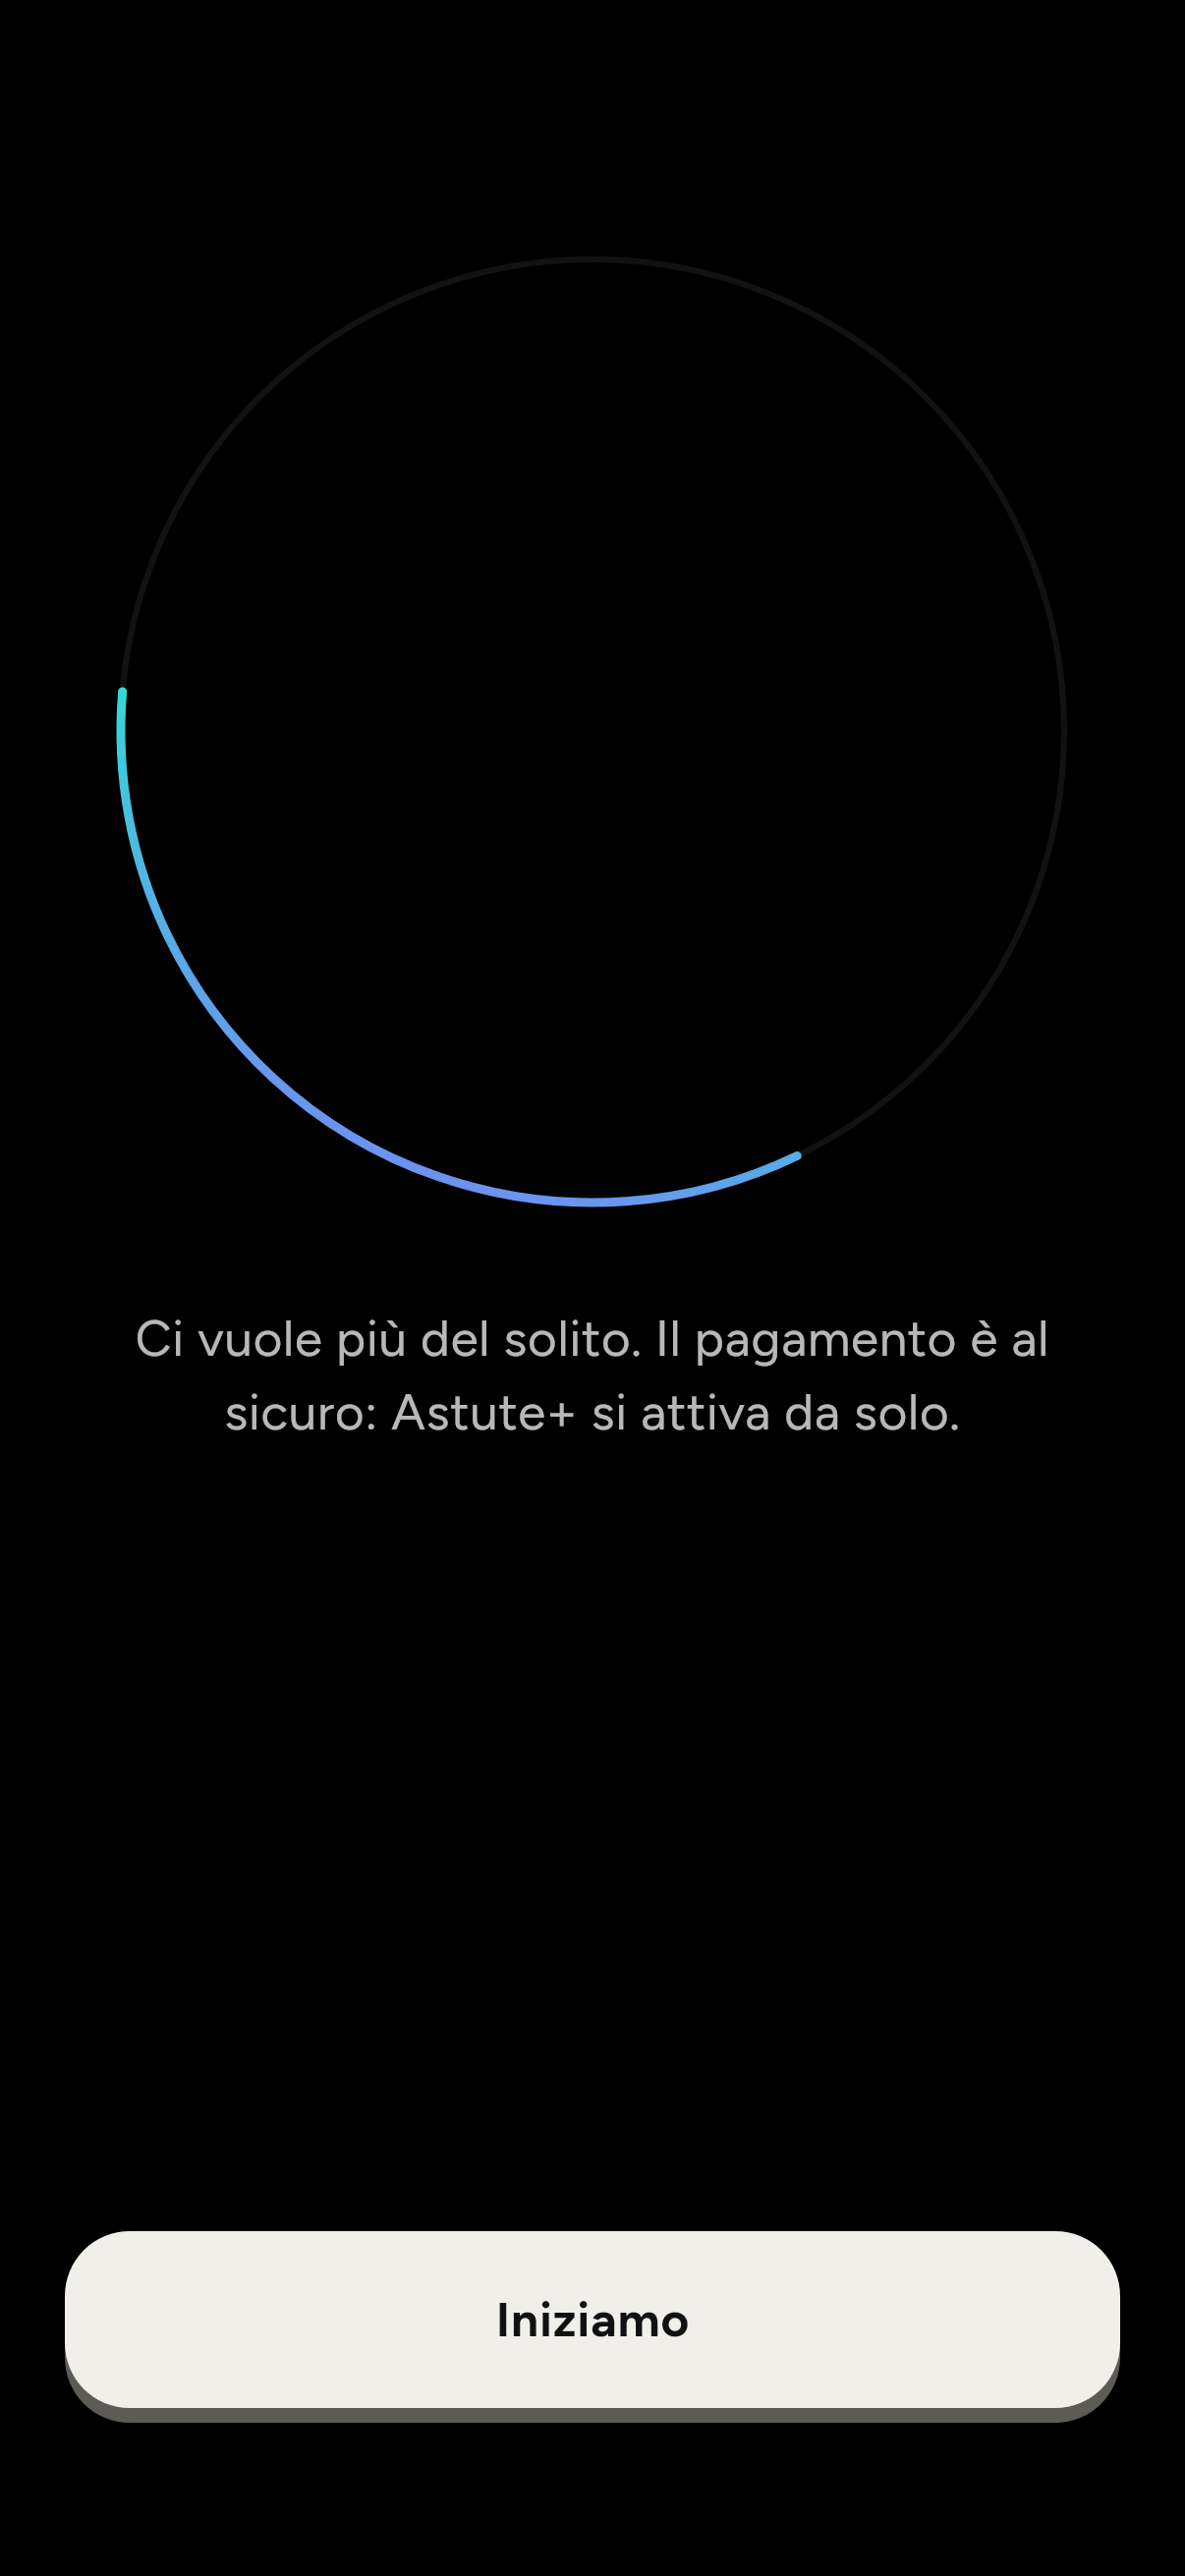 Ci vuole più del solito. Il pagamento è al
sicuro: Astute+ si attiva da solo.
Iniziamo